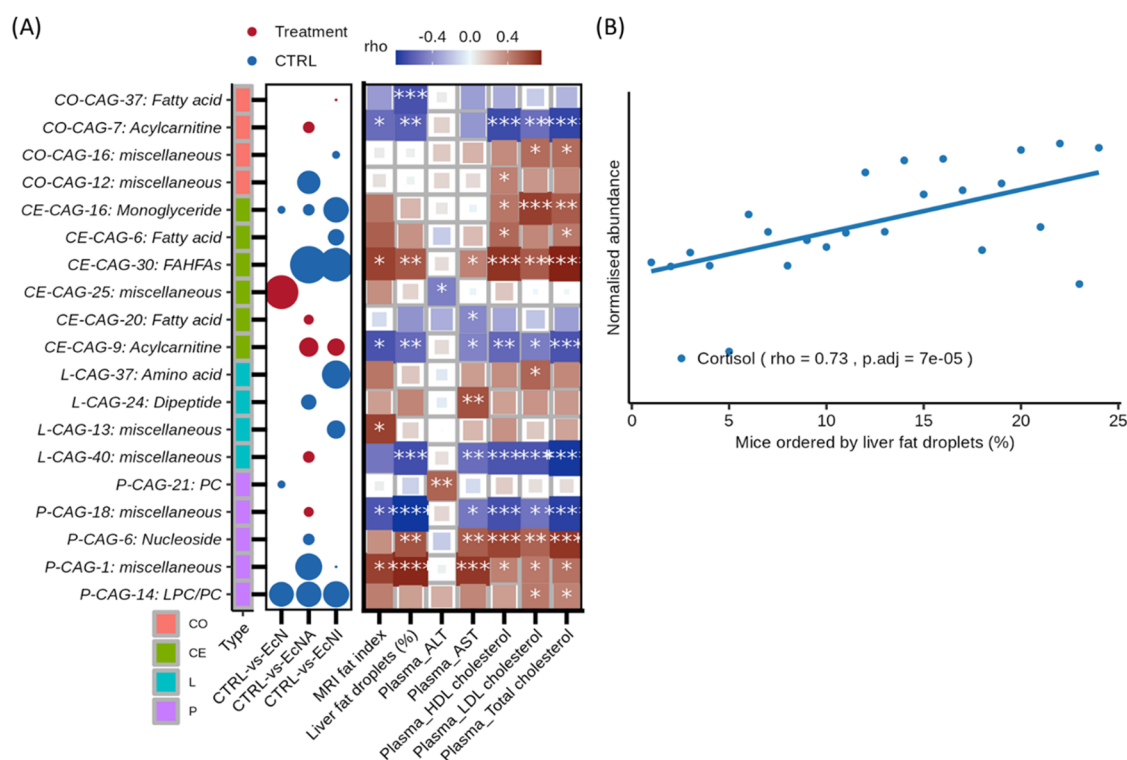 (A)
Treatment
CTRL
rho
-0.4 0.0 0.4
CO-CAG-37: Fatty acid
CO-CAG-7: Acylcarnitine
CO-CAG-16: miscellaneous
CO-CAG-12: miscellaneous
CE-CAG-16: Monoglyceride
CE-CAG-6: Fatty acid
CE-CAG-30: FAHFAs
CE-CAG-25: miscellaneous
CE-CAG-20: Fatty acid
CE-CAG-9: Acylcarnitine
L-CAG-37: Amino acid
L-CAG-24: Dipeptide
L-CAG-13: miscellaneous
L-CAG-40: miscellaneous
P-CAG-21: PC
P-CAG-18: miscellaneous
P-CAG-6: Nucleoside
P-CAG-1: miscellaneous
P-CAG-14: LPC/PC
CO
CE
L
P
Type
CTRL-vs-EcN
CTRL-vs-EcNA
CTRL-vs-EcNI
MRI fat index
Liver fat droplets (%)
Plasma_ALT
Plasma_AST
Plasma_HDL cholesterol
Plasma_LDL cholesterol
Plasma_Total cholesterol
(B)
Normalised abundance
Cortisol ( rho = 0.73 , p.adj = 7e-05 )
0 5 10 15 20 25
Mice ordered by liver fat droplets (%)